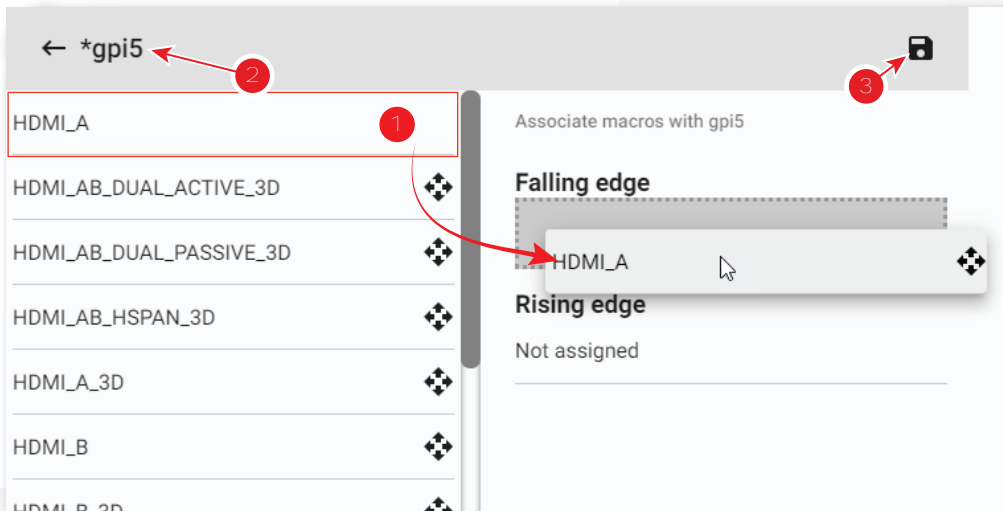 *gpi5
2
3
HDMI_A
1
HDMI_AB_DUAL_ACTIVE_3D
HDMI_AB_DUAL_PASSIVE_3D
HDMI_AB_HSPAN_3D
HDMI_A_3D
HDMI_B
HDMI_B_3D
Associate macros with gpi5
Falling edge
HDMI_A
Rising edge
Not assigned